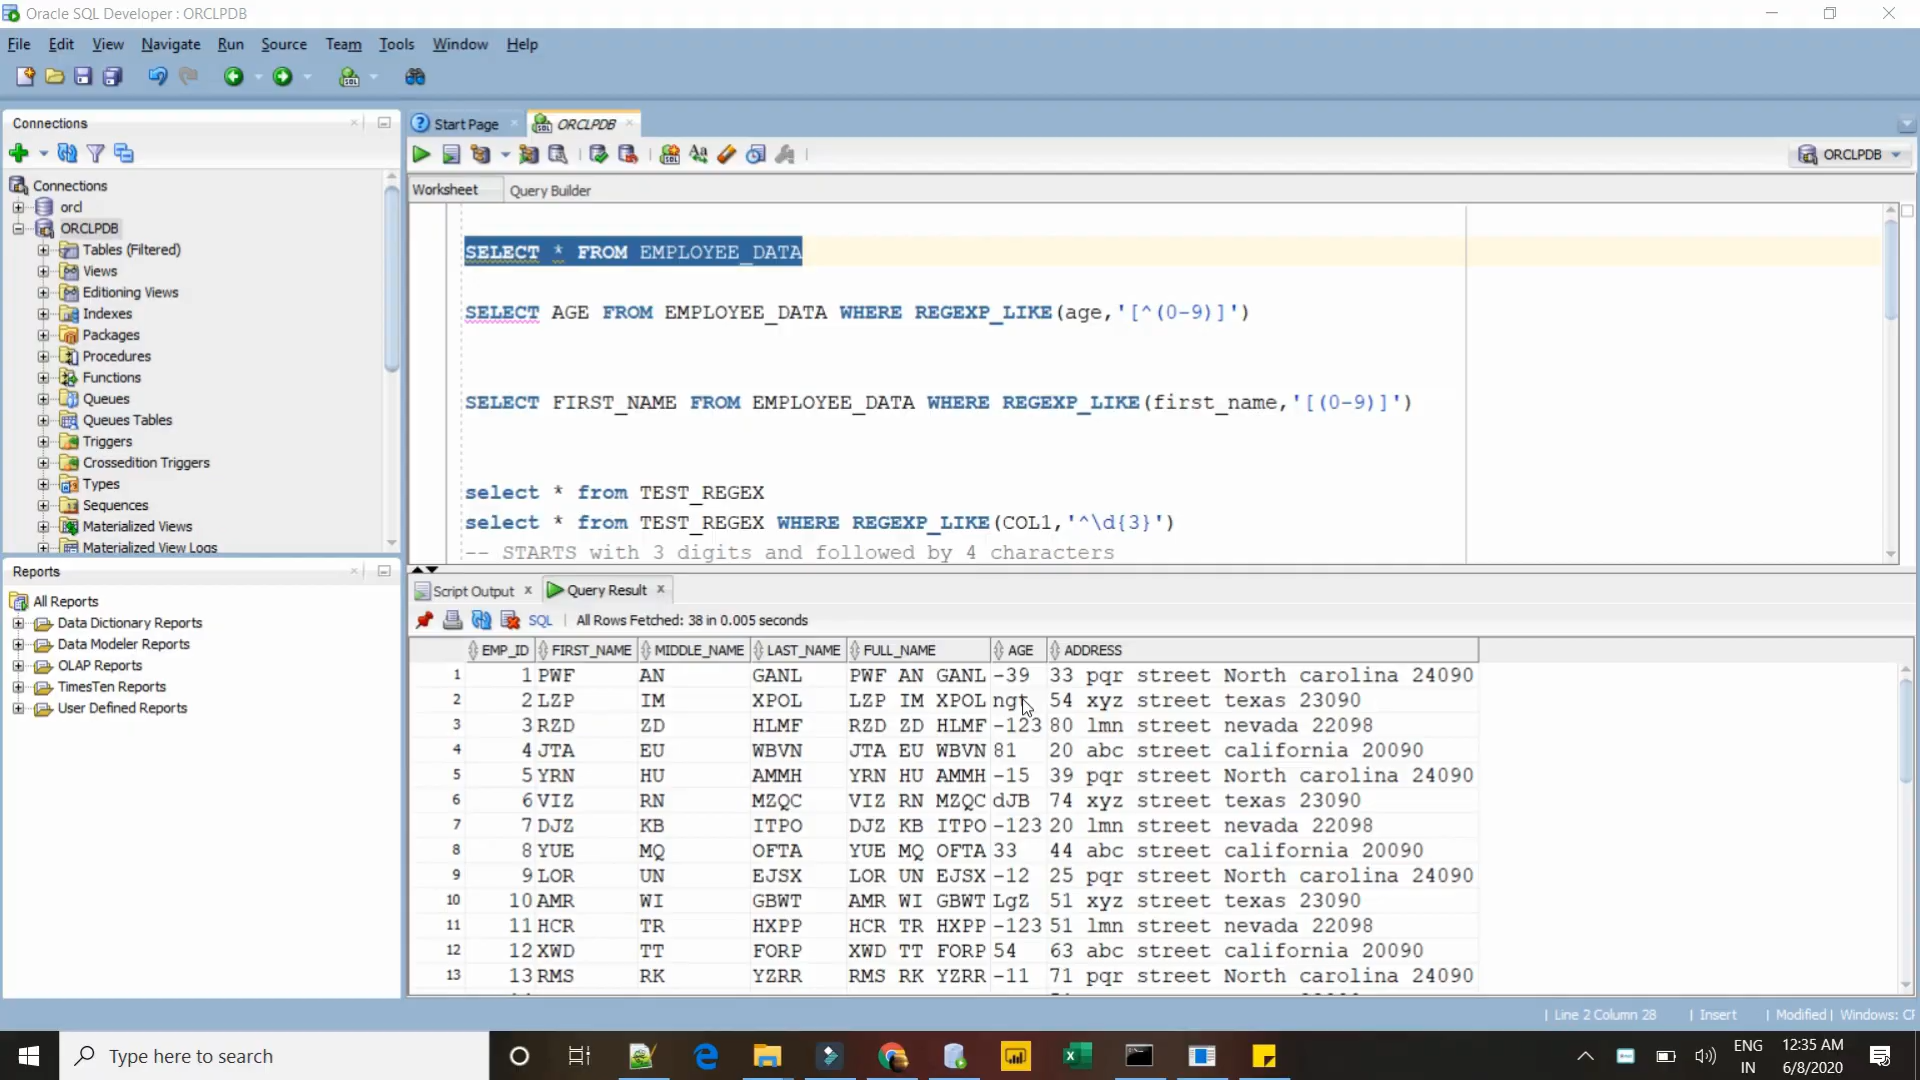 Oracle SQL Developer : ORCLPDB
File Edit View Navigate Run Source Team Tools Window Help
Connections
Start Page
ORCLPDB
ORCLPDB
Worksheet Query Builder
Connections
orcl
ORCLPDB
Tables (Filtered)
Views
Editioning Views
Indexes
Packages
Procedures
Functions
Queues
Queues Tables
Triggers
Crossedition Triggers
Types
Sequences
Materialized Views
Materialized View Logs
SELECT * FROM EMPLOYEE_DATA
SELECT AGE FROM EMPLOYEE_DATA WHERE REGEXP_LIKE(age,'[^(0-9)]')
SELECT FIRST_NAME FROM EMPLOYEE_DATA WHERE REGEXP_LIKE(first_name,'[(0-9)]')
select * from TEST_REGEX
select * from TEST_REGEX WHERE REGEXP_LIKE(COL1,'^\d{3}')
-- STARTS with 3 digits and followed by 4 characters
Reports
All Reports
Data Dictionary Reports
Data Modeler Reports
OLAP Reports
TimesTen Reports
User Defined Reports
Script Output Query Result
SQL All Rows Fetched: 38 in 0.005 seconds
EMP_ID FIRST_NAME MIDDLE_NAME LAST_NAME FULL_NAME AGE ADDRESS
1 1 PWF AN GANL PWF AN GANL -39 33 pqr street North carolina 24090
2 2 LZP IM XPOL LZP IM XPOL ngt 54 xyz street texas 23090
3 3 RZD ZD HLMF RZD ZD HLMF -123 80 lmn street nevada 22098
4 4 JTA EU WBVN JTA EU WBVN 81 20 abc street california 20090
5 5 YRN HU AMMH YRN HU AMMH -15 39 pqr street North carolina 24090
6 6 VIZ RN MZQC VIZ RN MZQC dJB 74 xyz street texas 23090
7 7 DJZ KB ITPO DJZ KB ITPO -123 20 lmn street nevada 22098
8 8 YUE MQ OFTA YUE MQ OFTA 33 44 abc street california 20090
9 9 LOR UN EJSX LOR UN EJSX -12 25 pqr street North carolina 24090
10 10 AMR WI GBWT AMR WI GBWT LgZ 51 xyz street texas 23090
11 11 HCR TR HXPP HCR TR HXPP -123 51 lmn street nevada 22098
12 12 XWD TT FORP XWD TT FORP 54 63 abc street california 20090
13 13 RMS RK YZRR RMS RK YZRR -11 71 pqr street North carolina 24090
Line 2 Column 28 | Insert | Modified | Windows: CF
Type here to search
ENG
IN
12:35 AM
6/8/2020